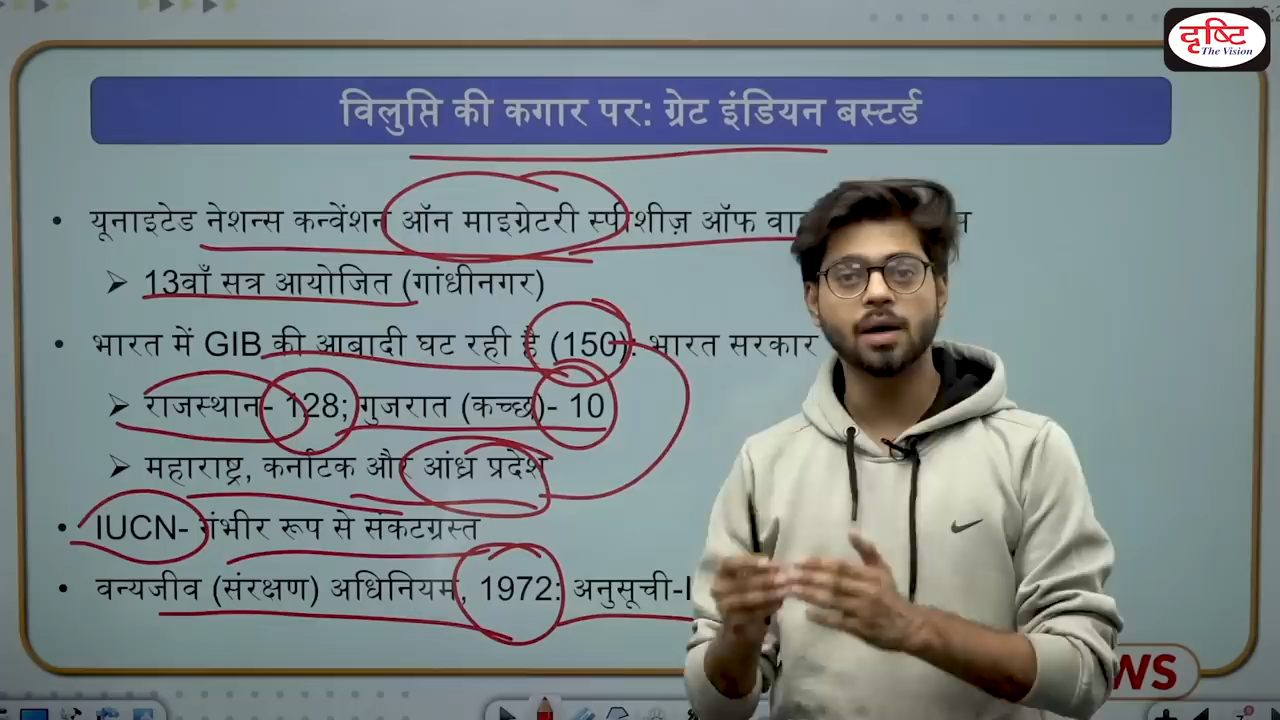 दृष्टि
The Vision
विलुप्ति की कगार पर: ग्रेट इंडियन बस्टर्ड
• यूनाइटेड नेशन्स कन्वेंशन ऑन माइग्रेटरी स्पीशीज़ ऑफ
➢ 13वाँ सत्र आयोजित (गांधीनगर)
• भारत में GIB की आबादी घट रही है (150): भारत सरकार
➢ राजस्थान- 128; गुजरात (कच्छ)- 10
➢ महाराष्ट्र, कर्नाटक और आंध्र प्रदेश
• IUCN- गंभीर रूप से संकटग्रस्त
• वन्यजीव (संरक्षण) अधिनियम, 1972: अनुसूची-I